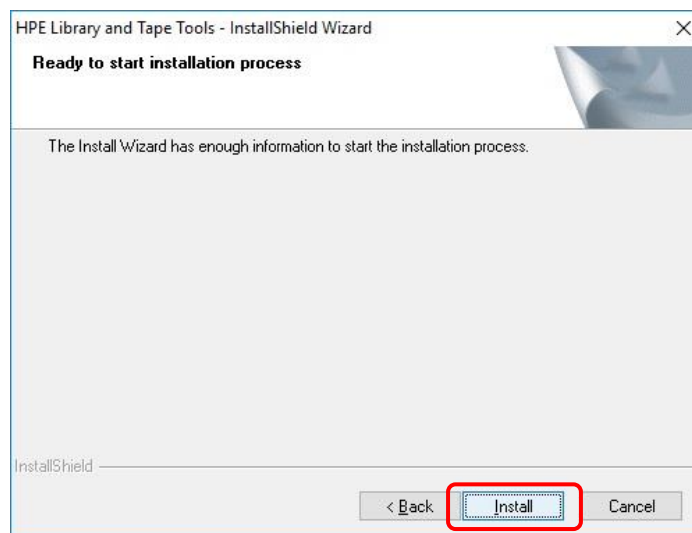 HPE Library and Tape Tools - InstallShield Wizard
Ready to start installation process
The Install Wizard has enough information to start the installation process.
InstallShield
< Back
Install
Cancel